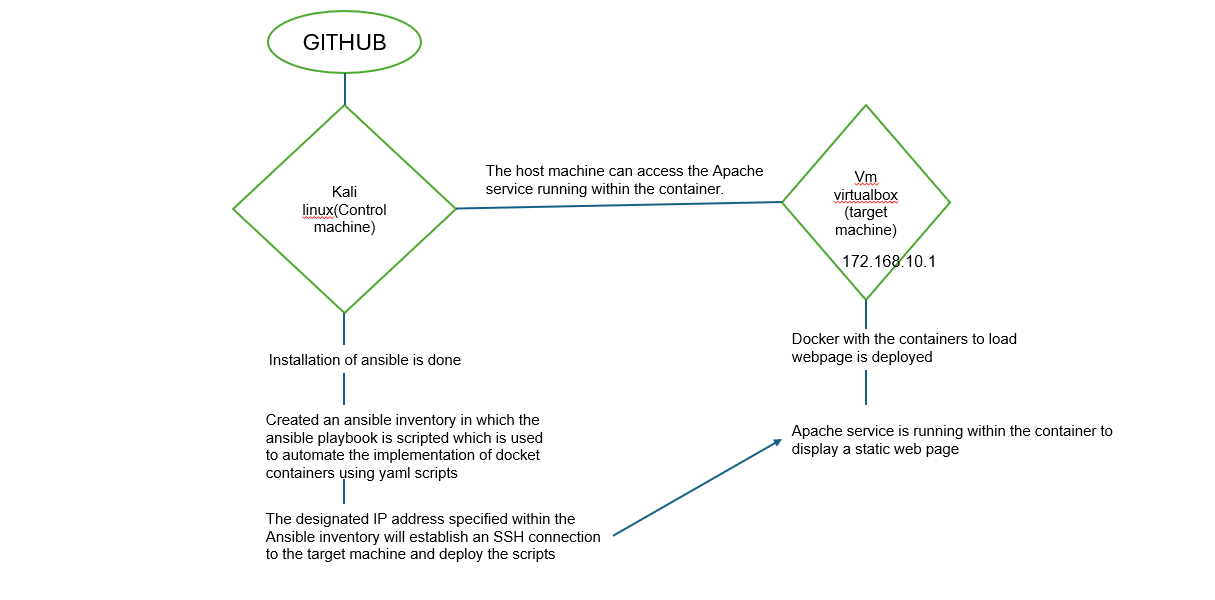 GITHUB
Kali
linux(Control
machine)
The host machine can access the Apache
service running within the container.
Vm
virtualbox
(target
machine)
172.168.10.1
Installation of ansible is done
Created an ansible inventory in which the
ansible playbook is scripted which is used
to automate the implementation of docket
containers using yaml scripts
The designated IP address specified within the
Ansible inventory will establish an SSH connection
to the target machine and deploy the scripts
Docker with the containers to load
webpage is deployed
Apache service is running within the container to
display a static web page